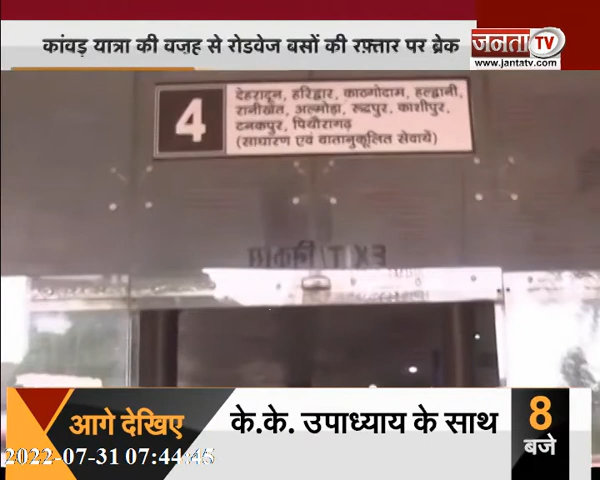 कांवड़ यात्रा की वजह से रोडवेज बसों की रफ़्तार पर ब्रेक
जनता TV
www.jantatv.com
4
देहरादून, हरिद्वार, काठगोदाम, हल्द्वानी,
रानीखेत, अल्मोड़ा, रूद्रपुर, काशीपुर,
टनकपुर, पिथौरागढ़
(साधारण एवं वातानुकूलित सेवायें)
EXIT/निकास
आगे देखिए
के.के. उपाध्याय के साथ
8
बजे
2022-07-31 07:44:45